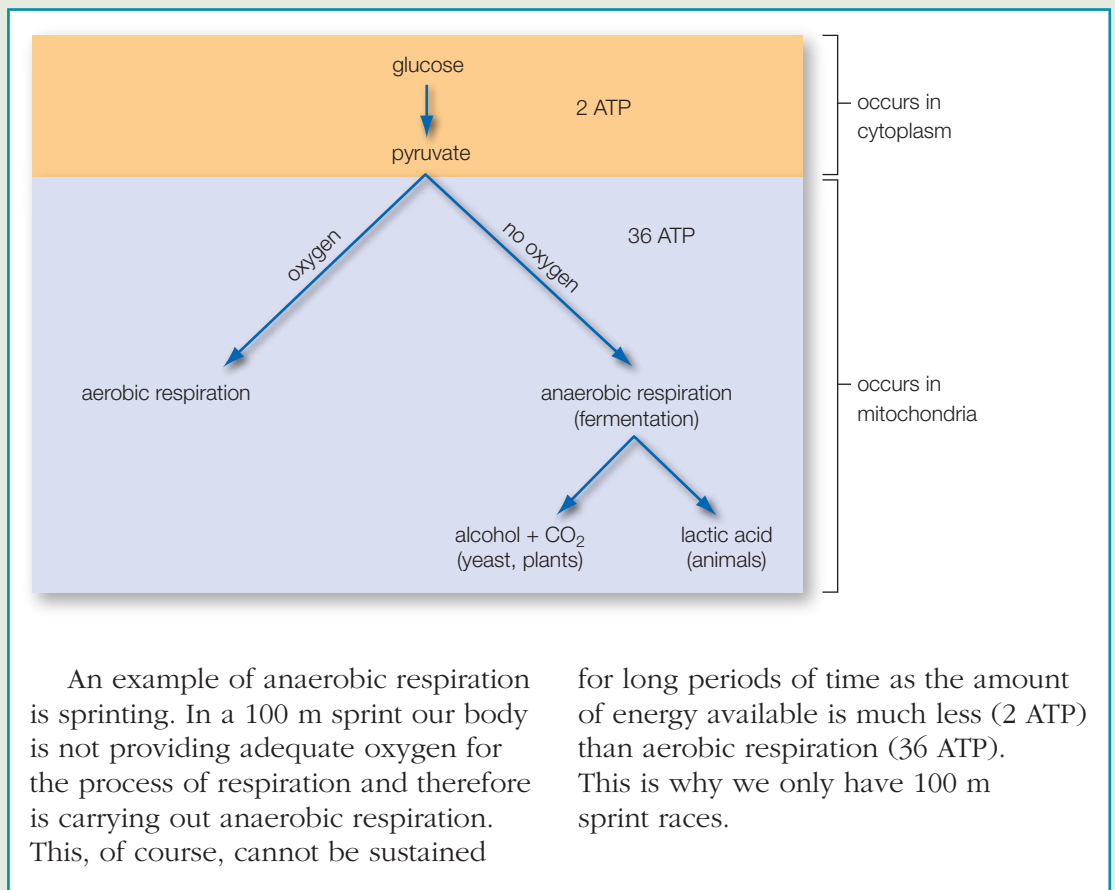 glucose
2 ATP
occurs in
cytoplasm
pyruvate
oxygen
no oxygen
36 ATP
aerobic respiration
anaerobic respiration
(fermentation)
occurs in
mitochondria
alcohol + CO₂
(yeast, plants)
lactic acid
(animals)
An example of anaerobic respiration
is sprinting. In a 100 m sprint our body
is not providing adequate oxygen for
the process of respiration and therefore
is carrying out anaerobic respiration.
This, of course, cannot be sustained
for long periods of time as the amount
of energy available is much less (2 ATP)
than aerobic respiration (36 ATP).
This is why we only have 100 m
sprint races.